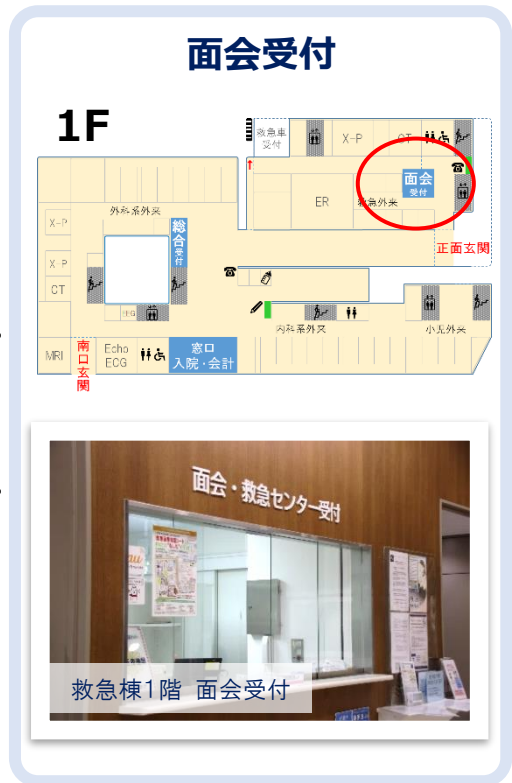 面会受付
1F
救急車
受付
X-P
CT
面会
受付
ER
救急外来
外科系外来
総合受付
正面玄関
X-P
X-P
CT
EEG
内科系外来
小児外来
MRI
南口玄関
Echo
ECG
窓口
入院・会計
面会・救急センター受付
救急棟1階 面会受付